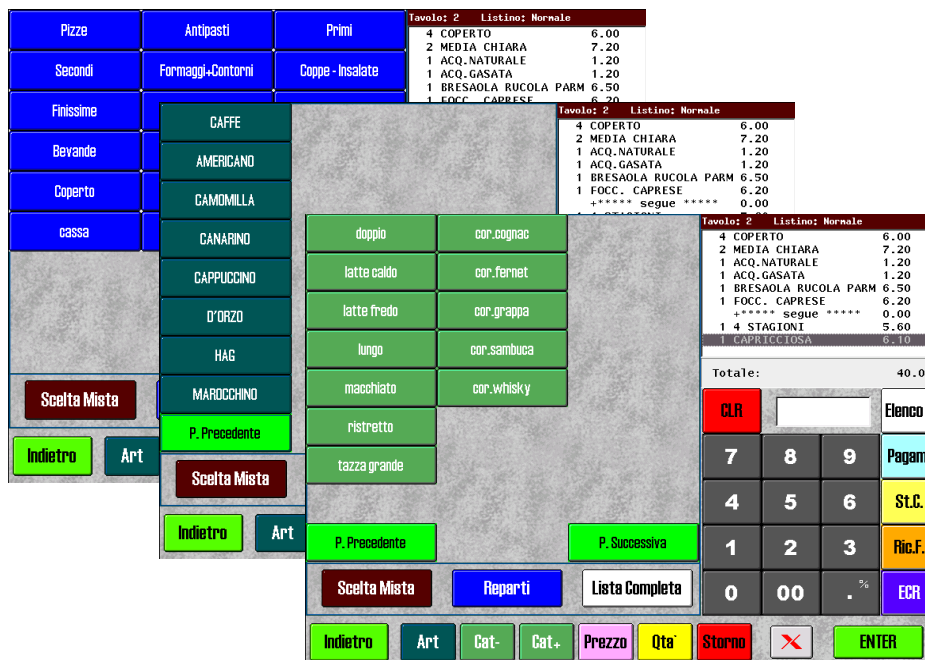 Pizze Antipasti Primi
Secondi Formaggi+Contorni Coppe - Insalate
Finissime
Bevande
Coperto
cassa
Scelta Mista
Indietro Art
Tavolo: 2 Listino: Normale
4 COPERTO 6.00
2 MEDIA CHIARA 7.20
1 ACQ.NATURALE 1.20
1 ACQ.GASATA 1.20
1 BRESAOLA RUCOLA PARM 6.50
1 FOCC. CAPRESE 6.20
CAFFE
AMERICANO
CAMOMILLA
CANARINO
CAPPUCCINO
D'ORZO
HAG
MAROCCHINO
P. Precedente
Scelta Mista
Indietro Art
Tavolo: 2 Listino: Normale
4 COPERTO 6.00
2 MEDIA CHIARA 7.20
1 ACQ.NATURALE 1.20
1 ACQ.GASATA 1.20
1 BRESAOLA RUCOLA PARM 6.50
1 FOCC. CAPRESE 6.20
+***** segue ***** 0.00
doppio cor.cognac
latte caldo cor.fernet
latte fredo cor.grappa
lungo cor.sambuca
macchiato cor.whisky
ristretto
tazza grande
P. Precedente P. Successiva
Scelta Mista Reparti Lista Completa
Indietro Art Cat- Cat+ Prezzo Qta` Storno X ENTER
Tavolo: 2 Listino: Normale
4 COPERTO 6.00
2 MEDIA CHIARA 7.20
1 ACQ.NATURALE 1.20
1 ACQ.GASATA 1.20
1 BRESAOLA RUCOLA PARM 6.50
1 FOCC. CAPRESE 6.20
+***** segue ***** 0.00
1 4 STAGIONI 5.60
1 CAPRICCIOSA 6.10
Totale: 40.0
CLR Elenco
7 8 9 Pagam
4 5 6 St.C.
1 2 3 Ric.F.
0 00 . % ECR